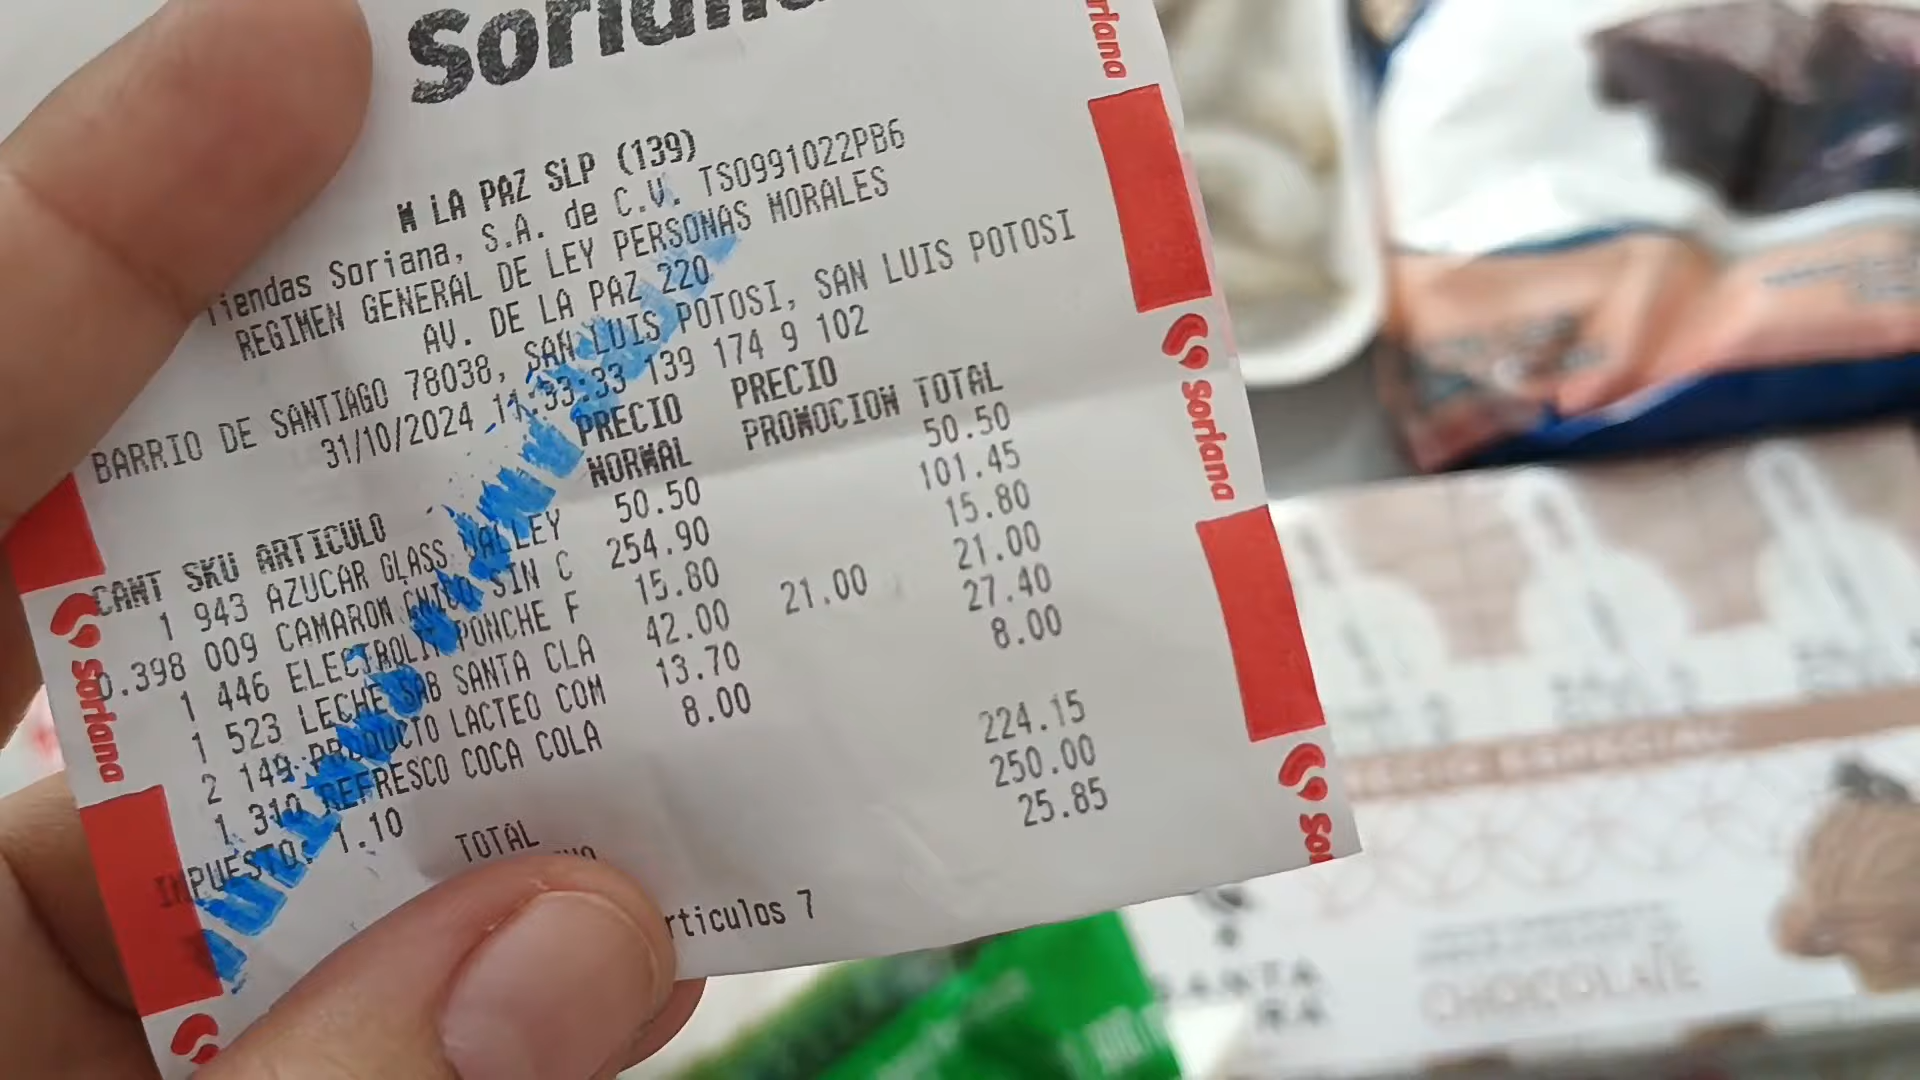 Soriana
M LA PAZ SLP (139)
Tiendas Soriana, S.A. de C.V. TSO991022PB6
REGIMEN GENERAL DE LEY PERSONAS MORALES
AV. DE LA PAZ 220
BARRIO DE SANTIAGO 78038, SAN LUIS POTOSI, SAN LUIS POTOSI
31/10/2024 11:33:33 139 174 9 102
PRECIO PRECIO
CANT SKU ARTICULO NORMAL PROMOCION TOTAL
1 943 AZUCAR GLASS VALLEY 50.50 50.50
0.398 009 CAMARON CHICO SIN C 254.90 101.45
1 446 ELECTROLIT PONCHE F 15.80 15.80
1 523 LECHE SAB SANTA CLA 42.00 21.00 21.00
2 149 PRODUCTO LACTEO COM 13.70 27.40
1 310 REFRESCO COCA COLA 8.00 8.00
IMPUESTO: 1.10
TOTAL 224.15
250.00
25.85
rticulos 7
Soriana
Soriana
Soriana
Sor
PRECIO ESPECIAL
SANTA
CHOCOLATE